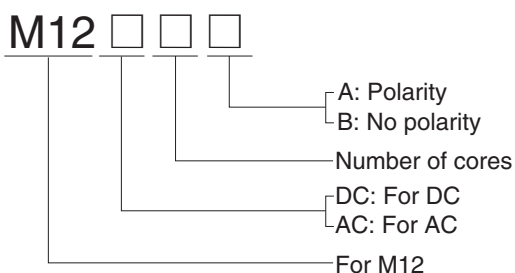 M12 □ □ □
A: Polarity
B: No polarity
Number of cores
DC: For DC
AC: For AC
For M12